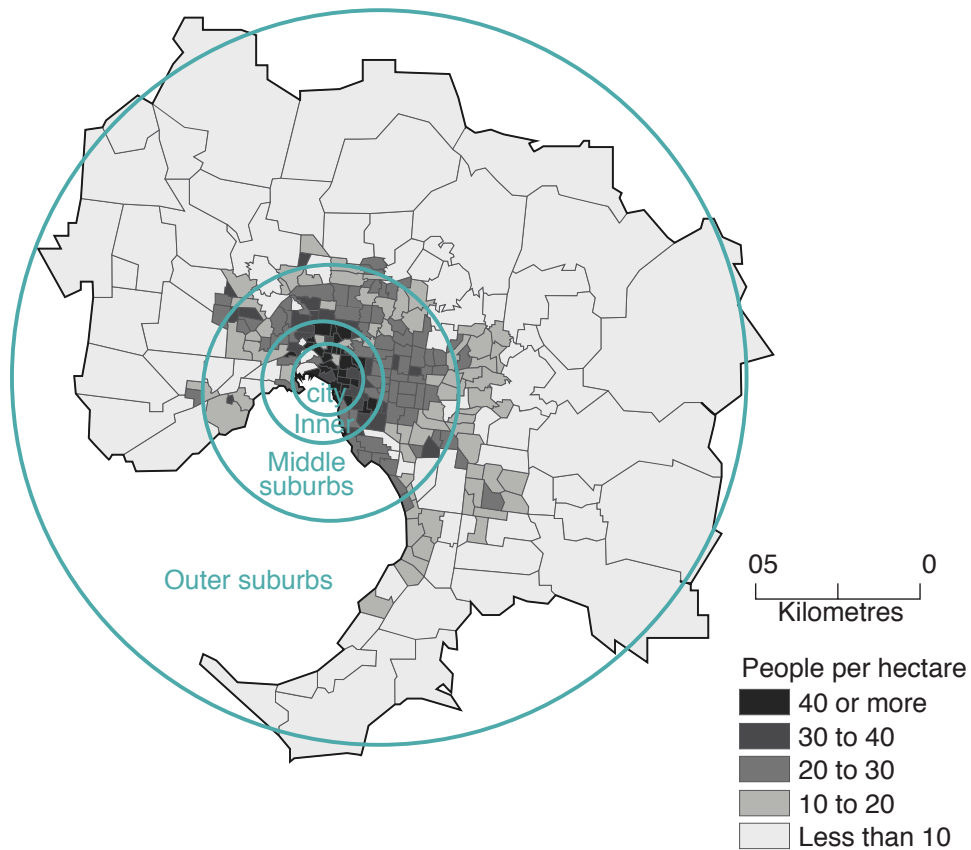 city
Inner
Middle
suburbs
Outer suburbs
05 0
Kilometres
People per hectare
40 or more
30 to 40
20 to 30
10 to 20
Less than 10